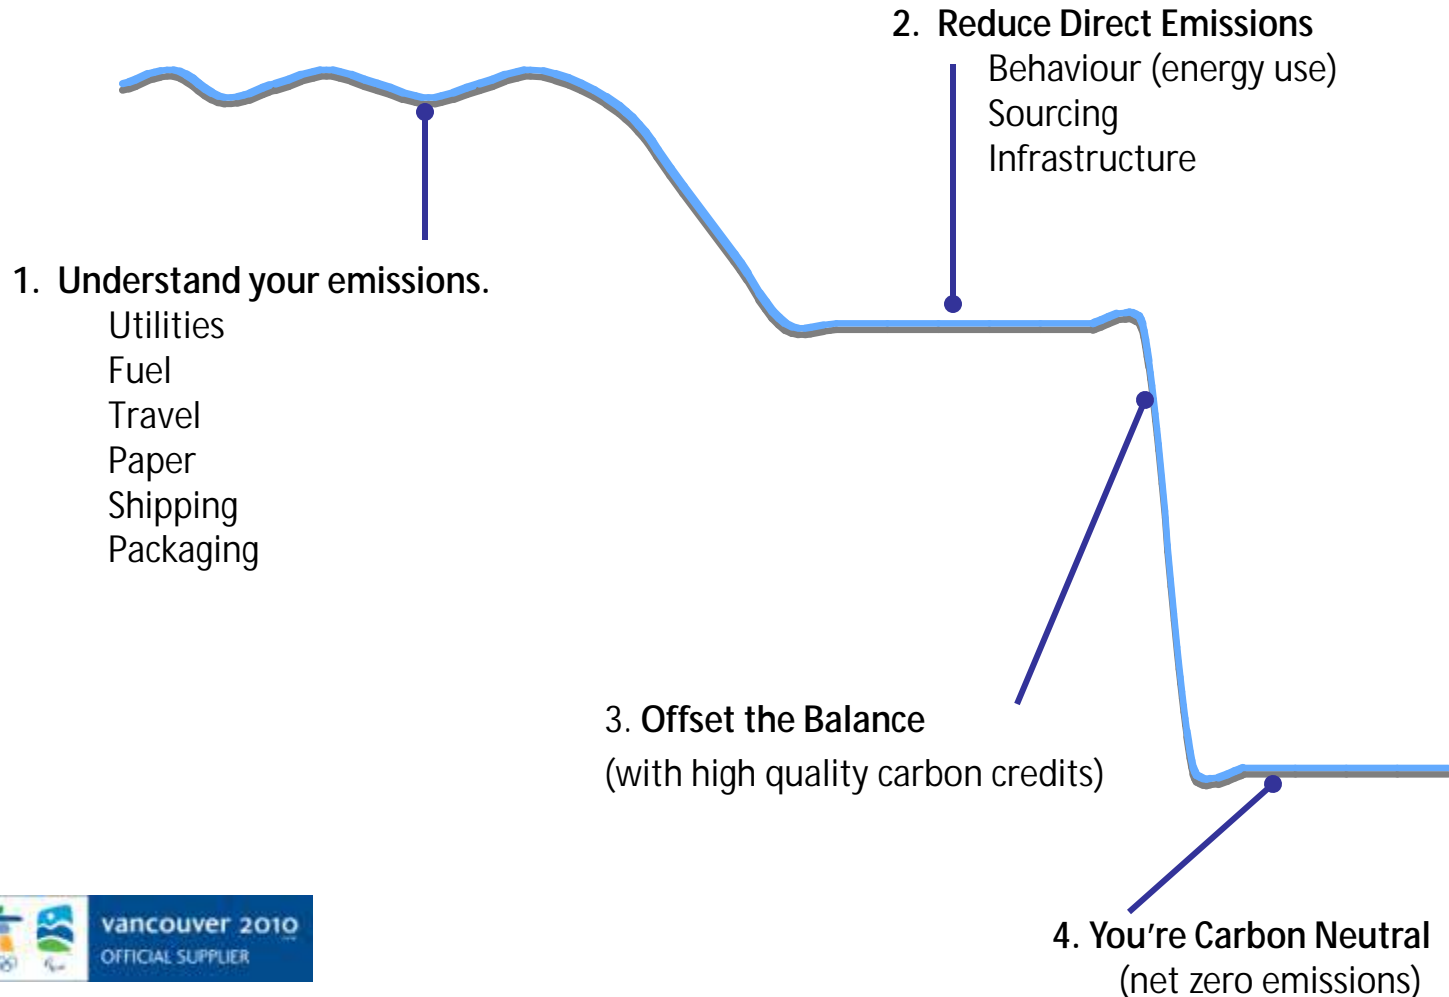 2. Reduce Direct Emissions
Behaviour (energy use)
Sourcing
Infrastructure
1. Understand your emissions.
Utilities
Fuel
Travel
Paper
Shipping
Packaging
3. Offset the Balance
(with high quality carbon credits)
4. You're Carbon Neutral
(net zero emissions)
vancouver 2010
OFFICIAL SUPPLIER